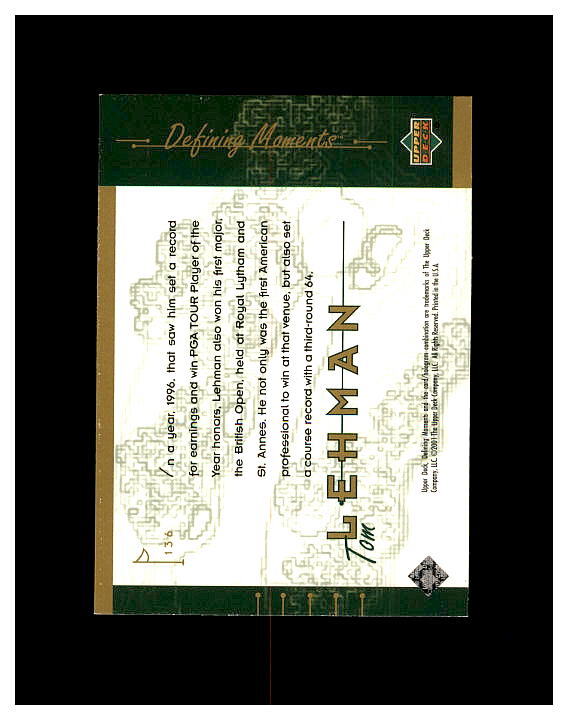 Defining Moments™
UPPER
DECK
136
In a year, 1996, that saw him set a record
for earnings and win PGA TOUR Player of the
Year honors, Lehman also won his first major,
the British Open, held at Royal Lytham and
St. Annes. He not only was the first American
professional to win at that venue, but also set
a course record with a third-round 64.
Tom
LEHMAN
Upper Deck, Defining Moments and the card/hologram combination are trademarks of The Upper Deck
Company, LLC. ©2001 The Upper Deck Company, LLC. All Rights Reserved. Printed in the U.S.A.